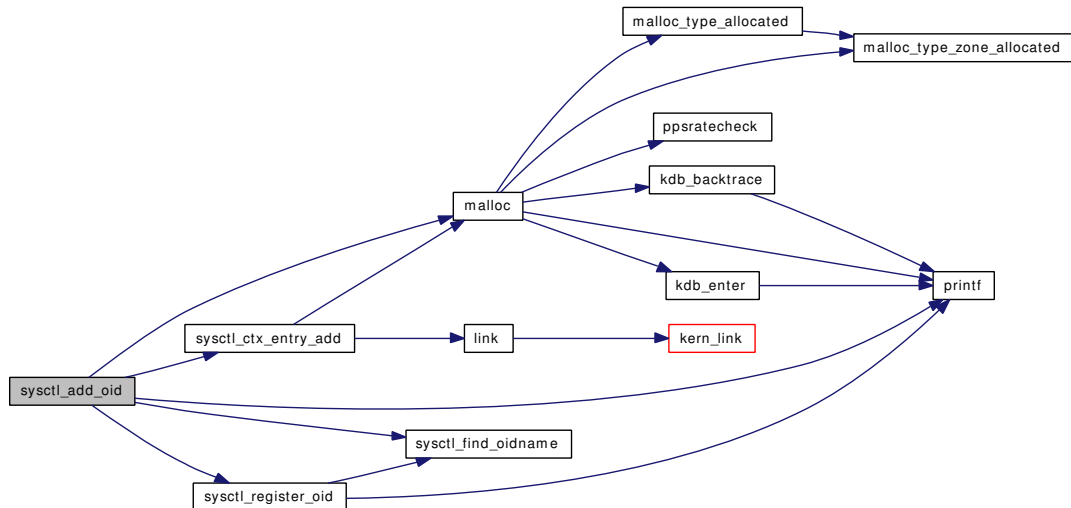 malloc_type_allocated
malloc_type_zone_allocated
ppsratecheck
kdb_backtrace
malloc
kdb_enter
printf
sysctl_ctx_entry_add
link
kern_link
sysctl_add_oid
sysctl_find_oidname
sysctl_register_oid